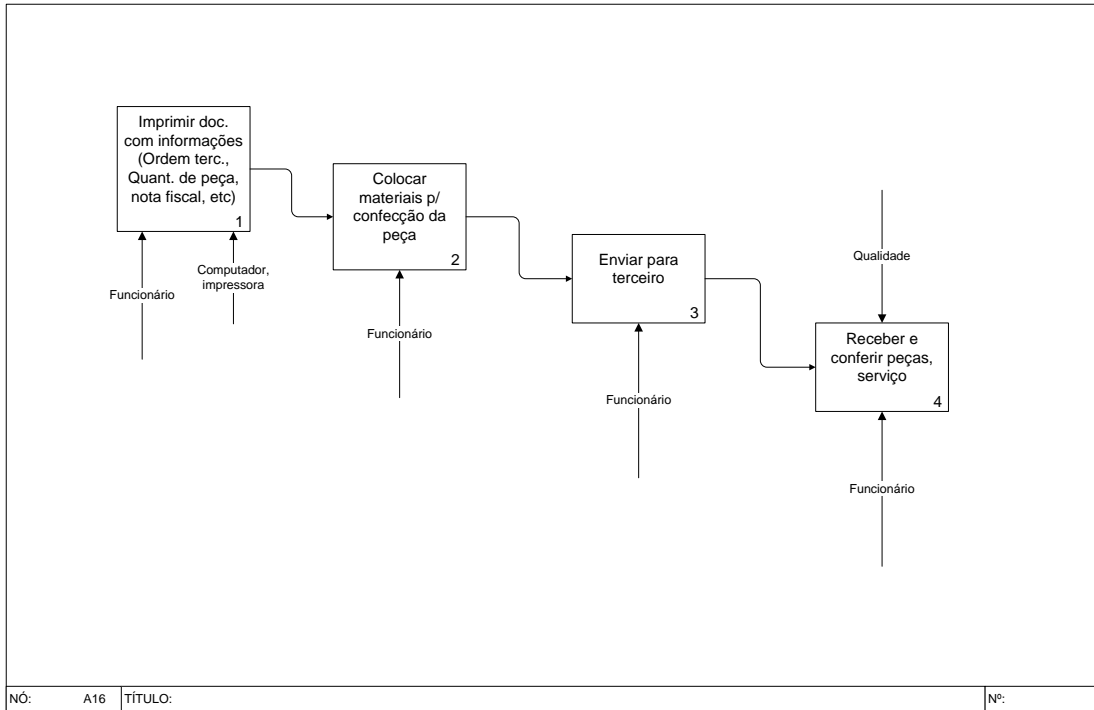 Imprimir doc.
com informações
(Ordem terc.,
Quant. de peça,
nota fiscal, etc)
1
Funcionário
Computador,
impressora
Colocar
materiais p/
confecção da
peça
2
Funcionário
Enviar para
terceiro
3
Funcionário
Qualidade
Receber e
conferir peças,
serviço
4
Funcionário
NÓ: A16 TÍTULO: Nº: